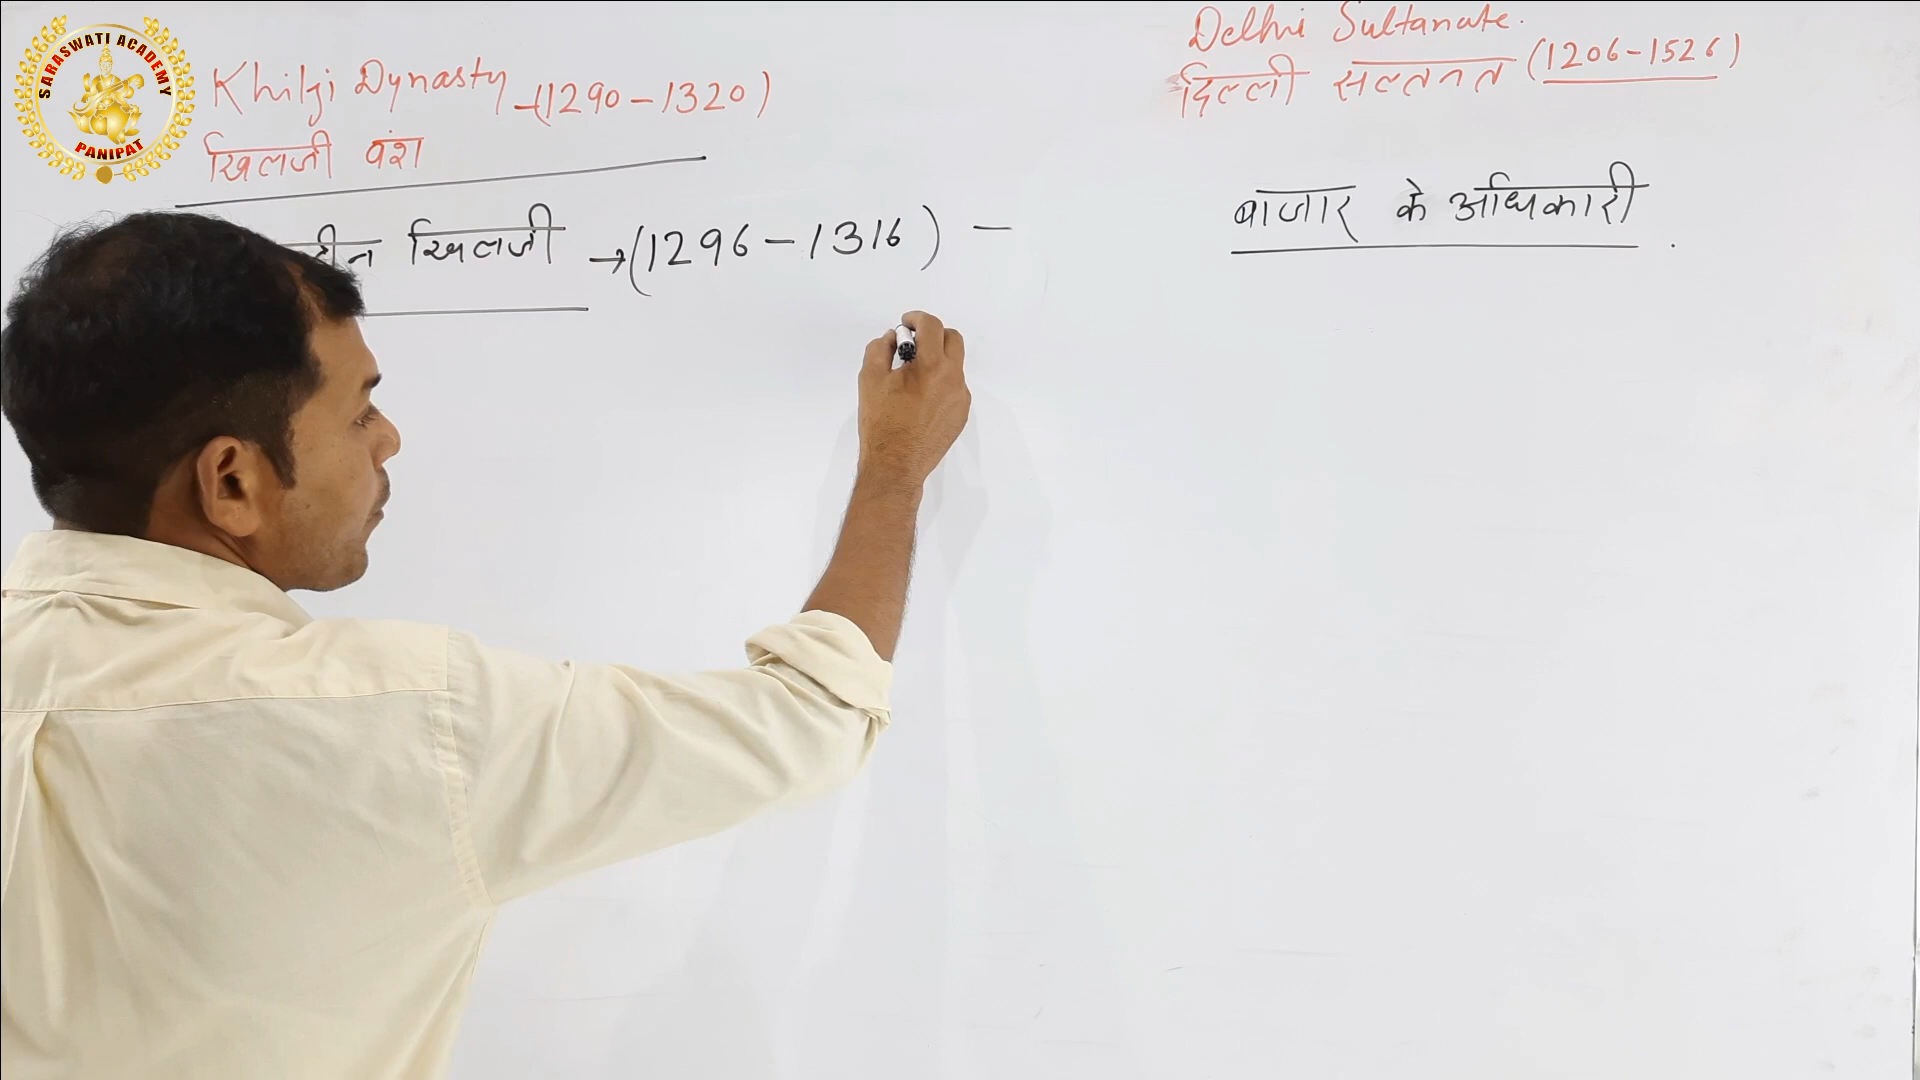 SARASWATI ACADEMY
PANIPAT
Khilji Dynasty -(1290-1320)
खिलजी वंश
खिलजी →(1296-1316) -
Delhi Sultanate.
दिल्ली सल्तनत (1206-1526)
बाजार के अधिकारी .